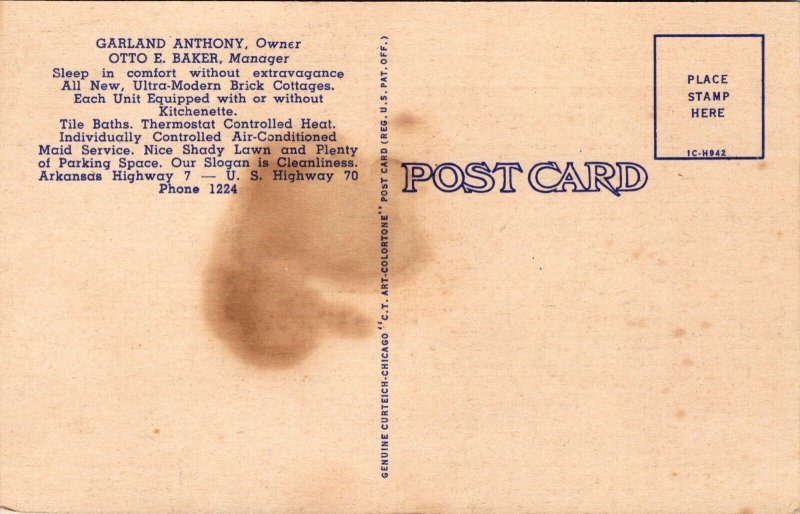 GARLAND ANTHONY, Owner
OTTO E. BAKER, Manager
Sleep in comfort without extravagance
All New, Ultra-Modern Brick Cottages.
Each Unit Equipped with or without
Kitchenette.
Tile Baths. Thermostat Controlled Heat.
Individually Controlled Air-Conditioned
Maid Service. Nice Shady Lawn and Plenty
of Parking Space. Our Slogan is Cleanliness.
Arkansas Highway 7 — U. S. Highway 70
Phone 1224
GENUINE CURTEICH-CHICAGO "C.T. ART-COLORTONE" POST CARD (REG. U.S. PAT. OFF.)
POST CARD
PLACE
STAMP
HERE
1C-H942